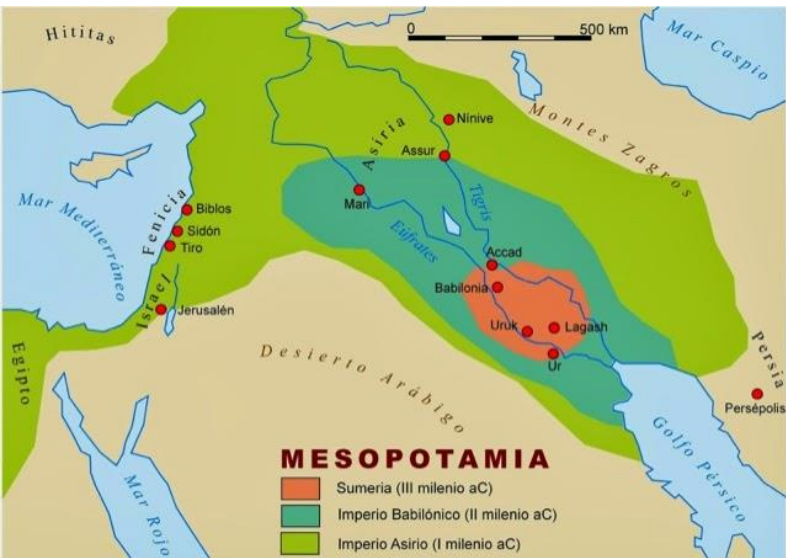 Hititas
0
500 km
Mar Caspio
Montes Zagros
Nínive
Asiria
Assur
Mari
Tigris
Eúfrates
Mar Mediterráneo
Fenicia
Biblos
Sidón
Tiro
Israel
Jerusalén
Accad
Babilonia
Uruk
Lagash
Ur
Egipto
Desierto Arábigo
Persia
Persépolis
Golfo Pérsico
Mar Rojo
MESOPOTAMIA
Sumeria (III milenio aC)
Imperio Babilónico (II milenio aC)
Imperio Asirio (I milenio aC)